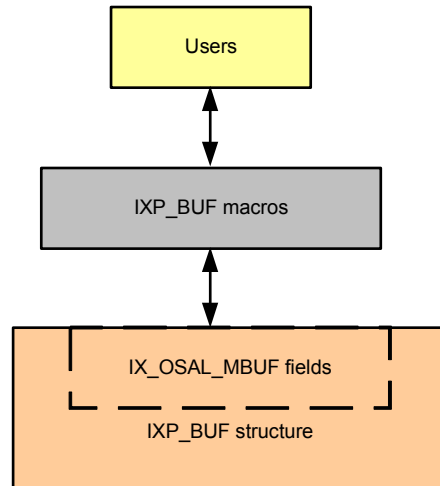 Users
IXP_BUF macros
IX_OSAL_MBUF fields
IXP_BUF structure